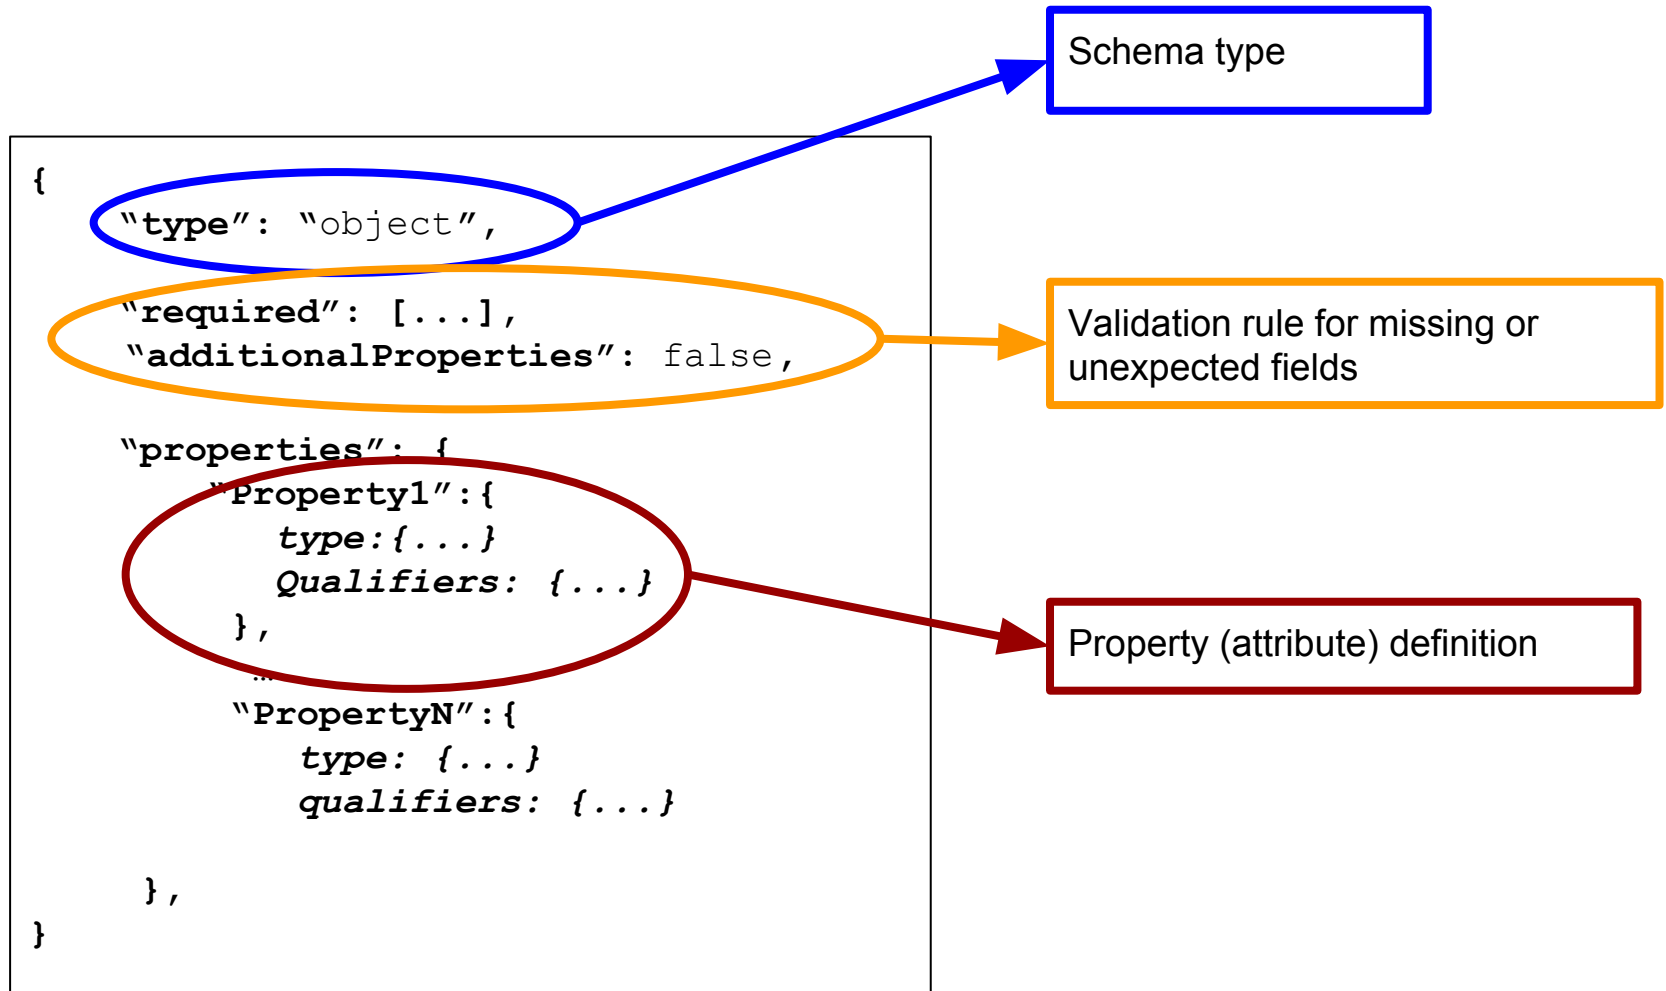 Schema type
{
“type”: “object”,
“required”: [...],
“additionalProperties”: false,
Validation rule for missing or
unexpected fields
“properties”: {
“Property1”:{
type:{...}
Qualifiers: {...}
},
…
Property (attribute) definition
“PropertyN”:{
type: {...}
qualifiers: {...}
},
}